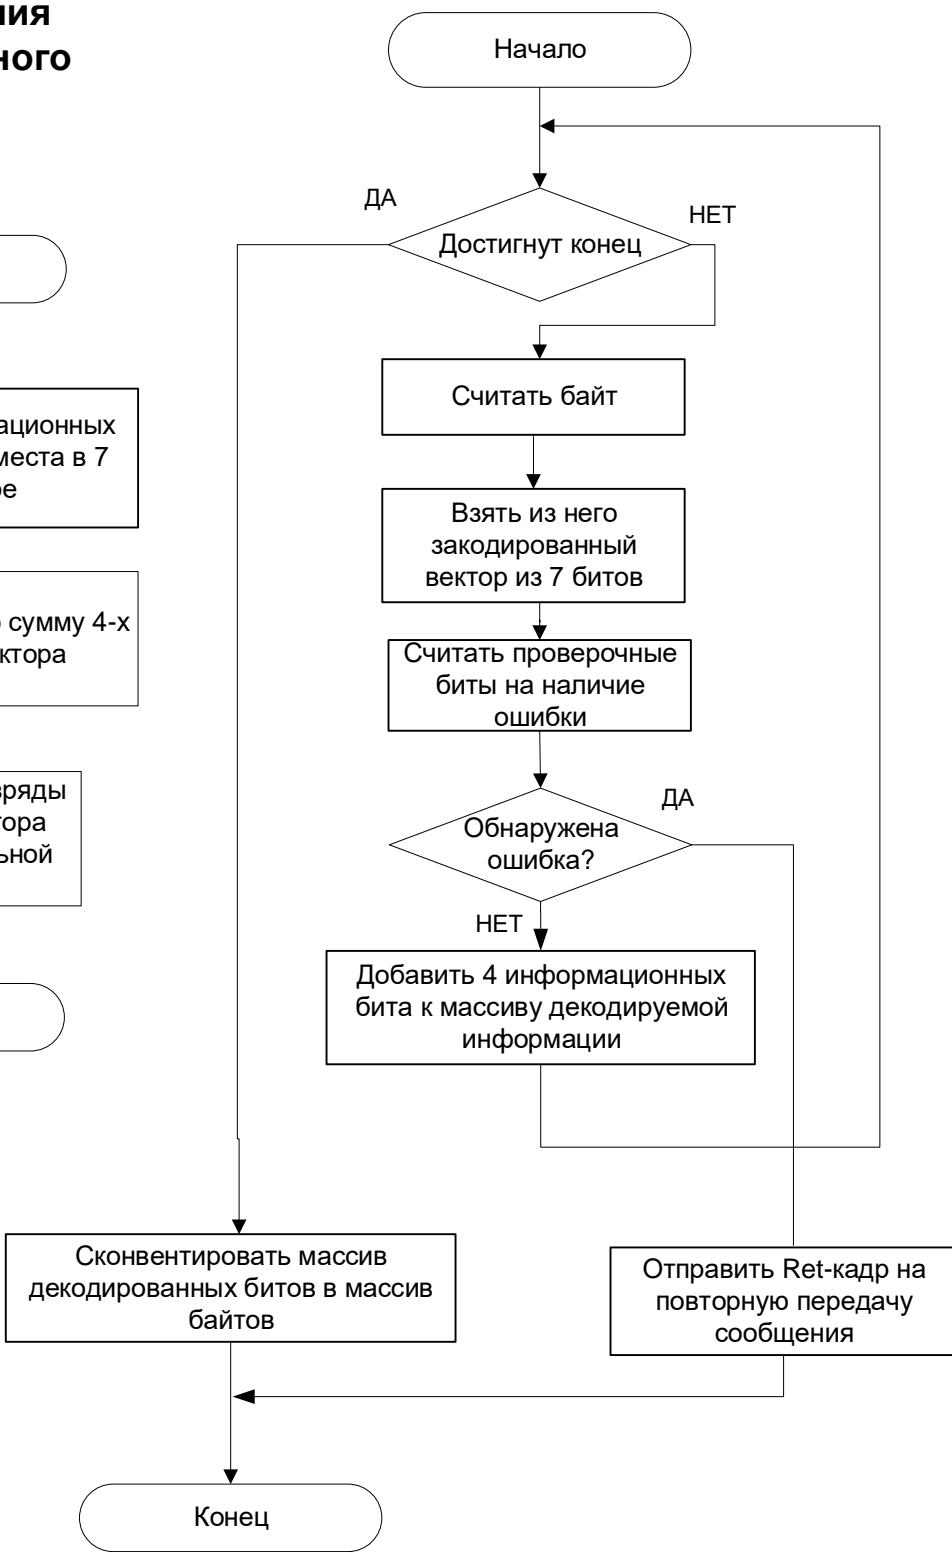 ния
ного
Начало
ДА
НЕТ
Достигнут конец
Считать байт
ационных
места в 7
ре
Взять из него
закодированный
вектор из 7 битов
сумму 4-х
ктора
Считать проверочные
биты на наличие
ошибки
вряды
тора
ьной
ДА
Обнаружена
ошибка?
НЕТ
Добавить 4 информационных
бита к массиву декодируемой
информации
Сконвентировать массив
декодированных битов в массив
байтов
Отправить Ret-кадр на
повторную передачу
сообщения
Конец